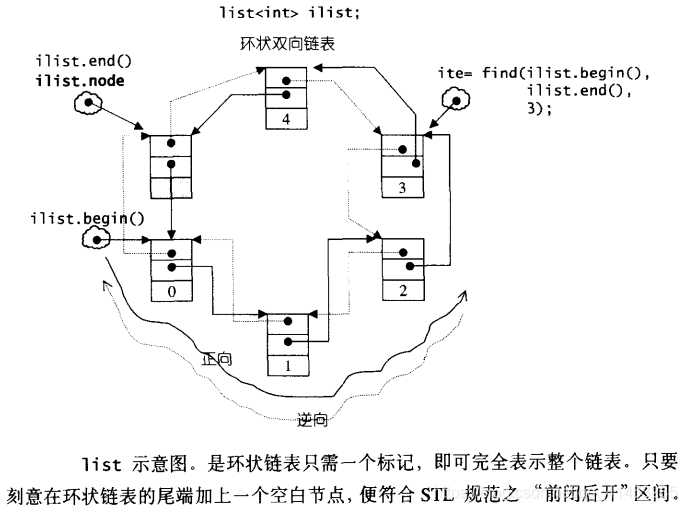 list<int> ilist;
环状双向链表
ilist.end()
ilist.node
ite= find(ilist.begin(),
ilist.end(),
3);
4
3
ilist.begin()
0
2
1
正向
逆向
list 示意图。是环状链表只需一个标记，即可完全表示整个链表。只要
刻意在环状链表的尾端加上一个空白节点，便符合 STL 规范之 “前闭后开”区间。